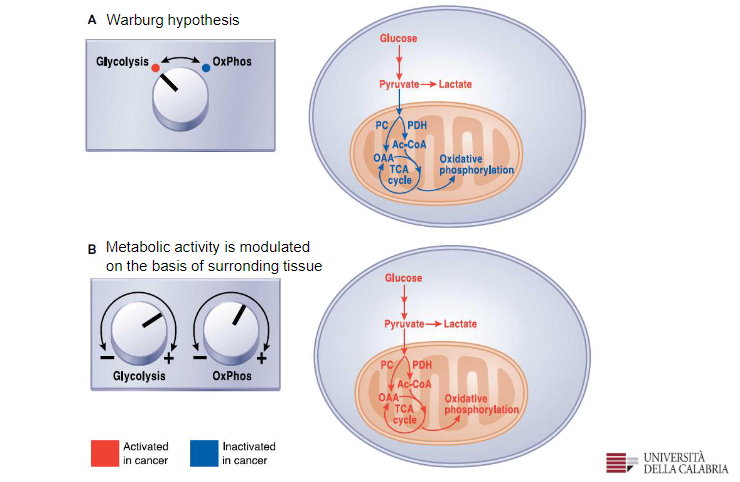 A Warburg hypothesis
Glycolysis
OxPhos
Glucose
Pyruvate Lactate
PC PDH
Ac-CoA
OAA
TCA
cycle
Oxidative
phosphorylation
B Metabolic activity is modulated
on the basis of surronding tissue
− +
− +
Glycolysis
OxPhos
Glucose
Pyruvate Lactate
PC PDH
Ac-CoA
OAA
TCA
cycle
Oxidative
phosphorylation
Activated
in cancer
Inactivated
in cancer
UNIVERSITÀ
DELLA CALABRIA